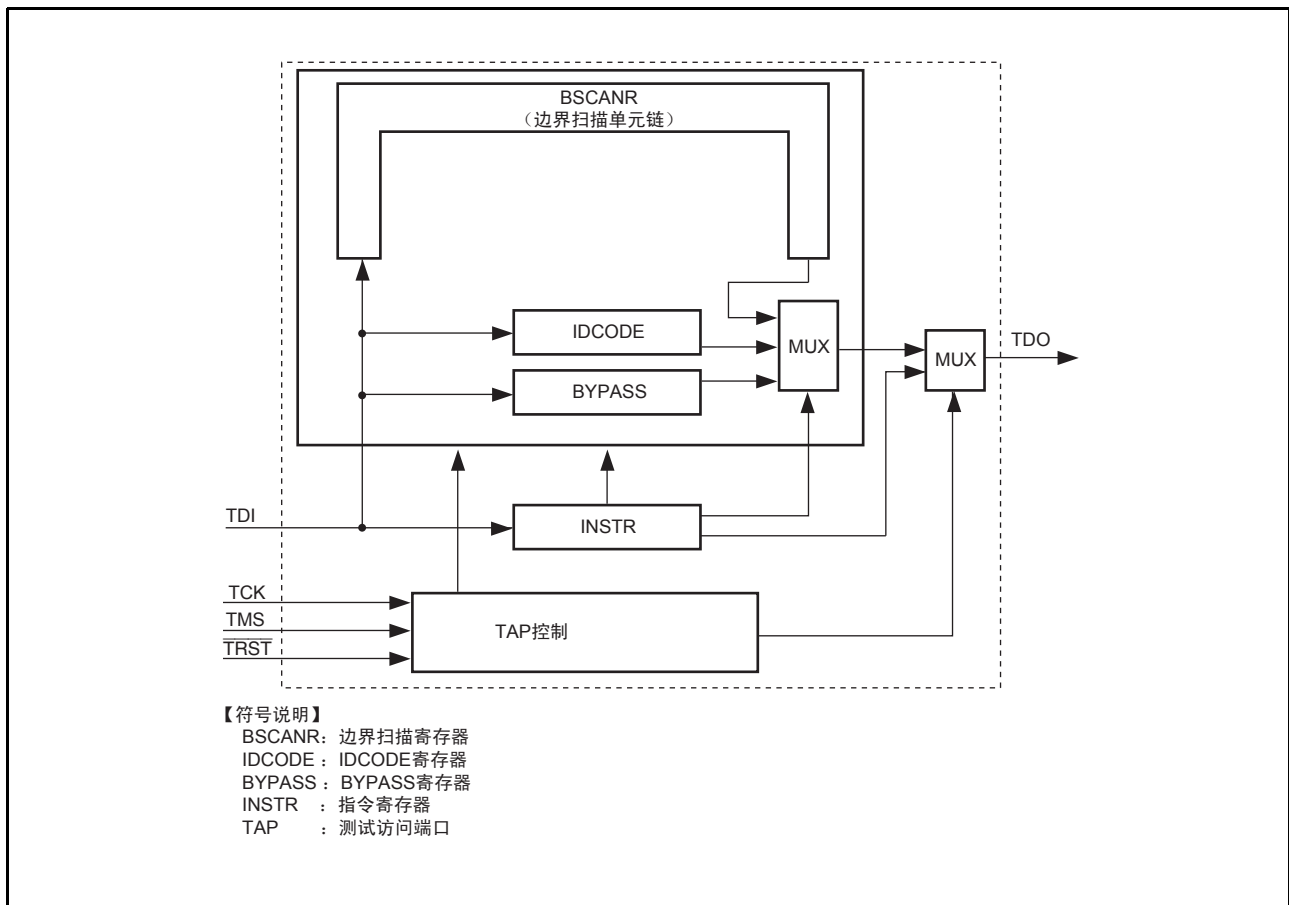 BSCANR
（边界扫描单元链）
IDCODE
MUX
MUX
TDO
BYPASS
TDI
INSTR
TCK
TMS
TRST
TAP控制
【符号说明】
BSCANR：边界扫描寄存器
IDCODE：IDCODE寄存器
BYPASS：BYPASS寄存器
INSTR ：指令寄存器
TAP ：测试访问端口